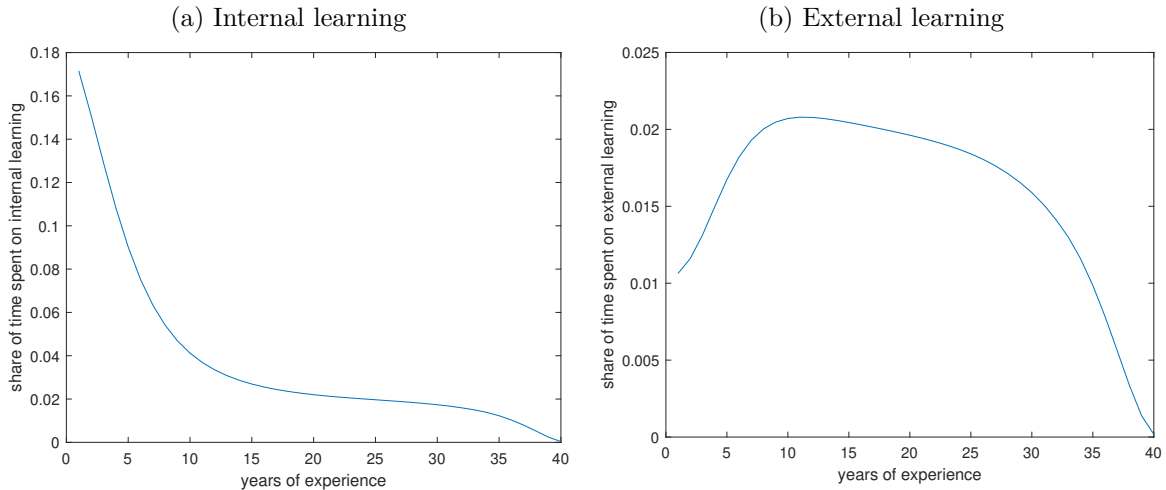 (a) Internal learning
0.18
0.16
0.14
0.12
0.1
0.08
0.06
0.04
0.02
0
share of time spent on internal learning
0 5 10 15 20 25 30 35 40
years of experience
(b) External learning
0.025
0.02
0.015
0.01
0.005
0
share of time spent on external learning
0 5 10 15 20 25 30 35 40
years of experience